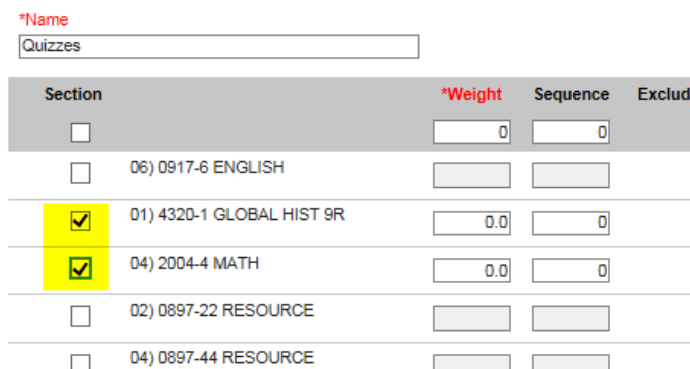 *Name
Quizzes
Section *Weight Sequence Exclud
0 0
06) 0917-6 ENGLISH
01) 4320-1 GLOBAL HIST 9R 0.0 0
04) 2004-4 MATH 0.0 0
02) 0897-22 RESOURCE
04) 0897-44 RESOURCE